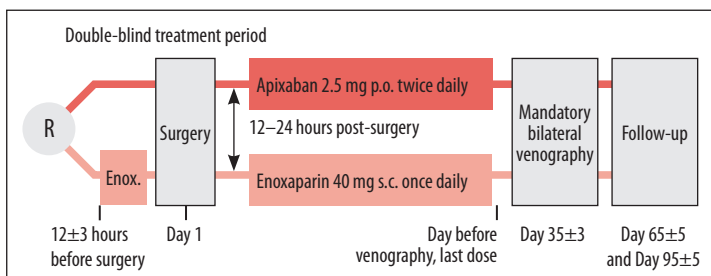 Double-blind treatment period
R
Surgery
Apixaban 2.5 mg p.o. twice daily
12–24 hours post-surgery
Enox.
Enoxaparin 40 mg s.c. once daily
Mandatory
bilateral
venography
Follow-up
12±3 hours
before surgery
Day 1
Day before
venography, last dose
Day 35±3
Day 65±5
and Day 95±5